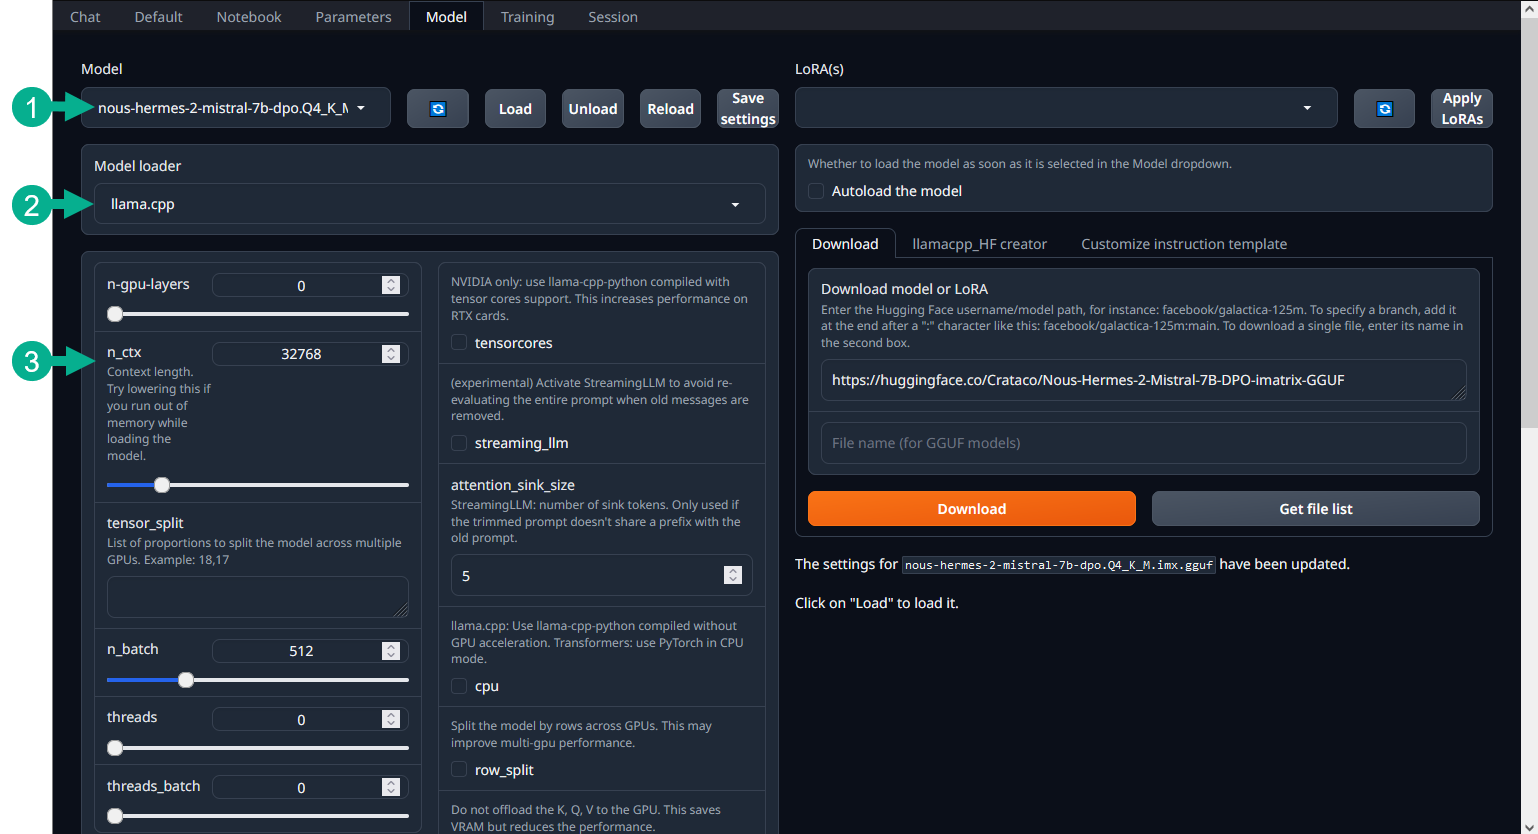 Chat Default Notebook Parameters Model Training Session
Model
1
nous-hermes-2-mistral-7b-dpo.Q4_K_M
Load
Unload
Reload
Save
settings
LoRA(s)
Apply
LoRAs
Model loader
2
llama.cpp
Whether to load the model as soon as it is selected in the Model dropdown.
Autoload the model
n-gpu-layers
0
3
n_ctx
32768
Context length.
Try lowering this if
you run out of
memory while
loading the
model.
tensor_split
List of proportions to split the model across multiple
GPUs. Example: 18,17
n_batch
512
threads
0
threads_batch
0
NVIDIA only: use llama-cpp-python compiled with
tensor cores support. This increases performance on
RTX cards.
tensorcores
(experimental) Activate StreamingLLM to avoid re-
evaluating the entire prompt when old messages are
removed.
streaming_llm
attention_sink_size
StreamingLLM: number of sink tokens. Only used if
the trimmed prompt doesn't share a prefix with the
old prompt.
5
llama.cpp: Use llama-cpp-python compiled without
GPU acceleration. Transformers: use PyTorch in CPU
mode.
cpu
Split the model by rows across GPUs. This may
improve multi-gpu performance.
row_split
Do not offload the K, Q, V to the GPU. This saves
VRAM but reduces the performance.
Download llamacpp_HF creator Customize instruction template
Download model or LoRA
Enter the Hugging Face username/model path, for instance: facebook/galactica-125m. To specify a branch, add it
at the end after a ":" character like this: facebook/galactica-125m:main. To download a single file, enter its name in
the second box.
https://huggingface.co/Crataco/Nous-Hermes-2-Mistral-7B-DPO-imatrix-GGUF
File name (for GGUF models)
Download
Get file list
The settings for nous-hermes-2-mistral-7b-dpo.Q4_K_M.imx.gguf have been updated.
Click on "Load" to load it.